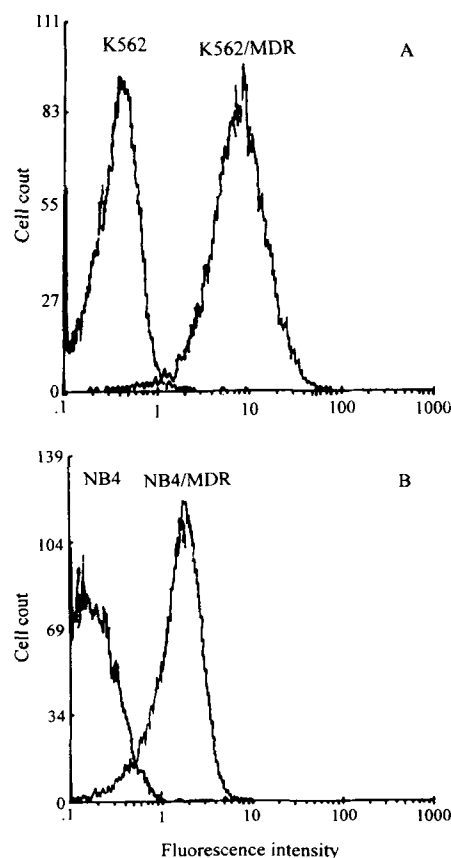 111
K562 K562/MDR A
83
55
27
0
Cell cout
.1 1 10 100 1000
139
NB4 NB4/MDR B
104
69
34
0
Cell cout
.1 1 10 100 1000
Fluorescence intensity